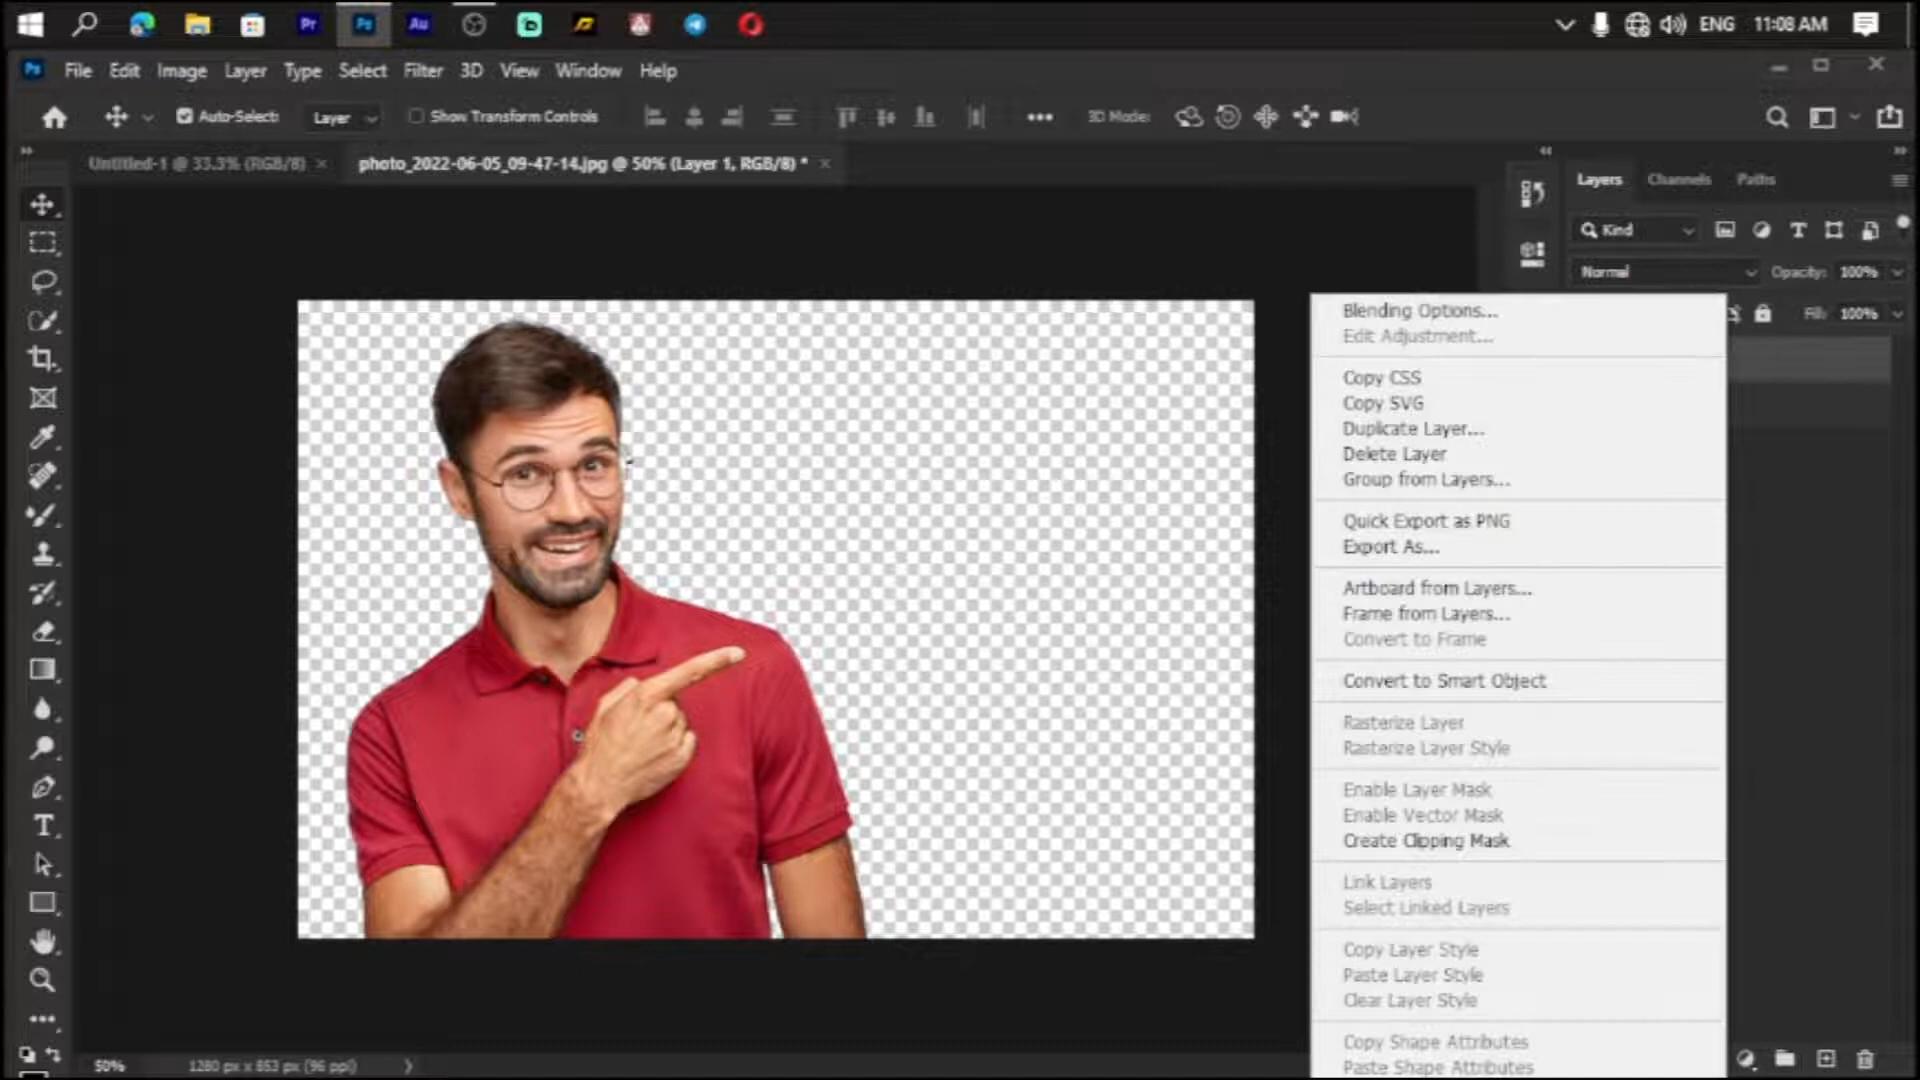 Pr Ps Au ENG 11:08 AM
Ps File Edit Image Layer Type Select Filter 3D View Window Help
Auto-Select: Layer Show Transform Controls ••• 3D Mode:
Untitled-1 @ 33.3% (RGB/8) × photo_2022-06-05_09-47-14.jpg @ 50% (Layer 1, RGB/8) * ×
Layers Channels Paths
Kind
Normal Opacity: 100%
Fill: 100%
Blending Options...
Edit Adjustment...
Copy CSS
Copy SVG
Duplicate Layer...
Delete Layer
Group from Layers...
Quick Export as PNG
Export As...
Artboard from Layers...
Frame from Layers...
Convert to Frame
Convert to Smart Object
Rasterize Layer
Rasterize Layer Style
Enable Layer Mask
Enable Vector Mask
Create Clipping Mask
Link Layers
Select Linked Layers
Copy Layer Style
Paste Layer Style
Clear Layer Style
Copy Shape Attributes
Paste Shape Attributes
50% 1280 px x 853 px (96 ppi)